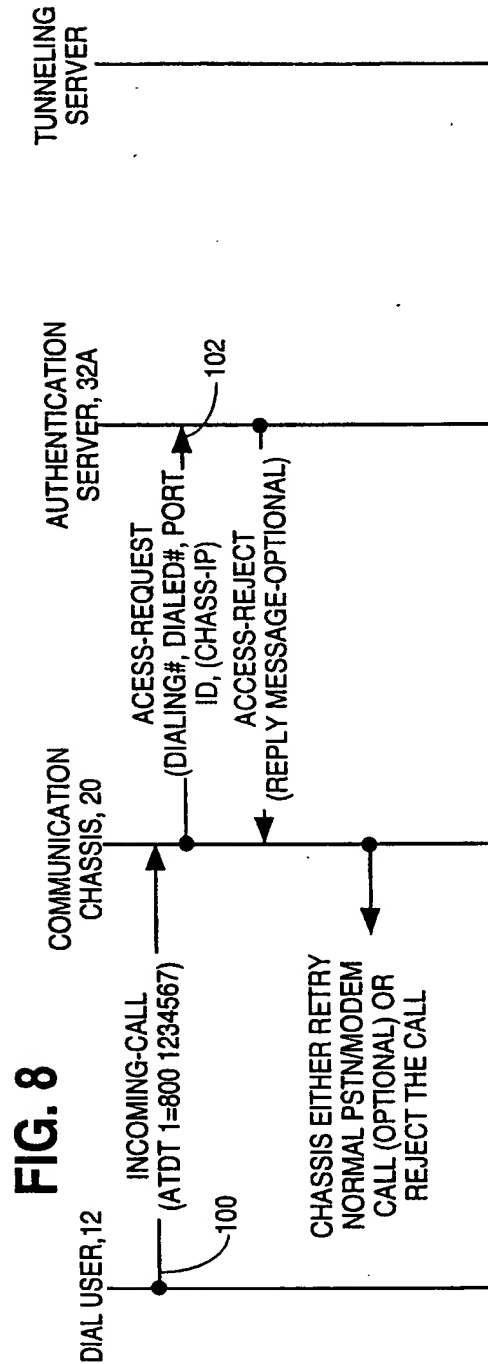 FIG. 8
DIAL USER,12
COMMUNICATION
CHASSIS, 20
AUTHENTICATION
SERVER, 32A
TUNNELING
SERVER
INCOMING-CALL
(ATDT 1=800 1234567)
100
ACESS-REQUEST
(DIALING#, DIALED#, PORT
ID, (CHASS-IP)
102
ACCESS-REJECT
(REPLY MESSAGE-OPTIONAL)
CHASSIS EITHER RETRY
NORMAL PSTN/MODEM
CALL (OPTIONAL) OR
REJECT THE CALL